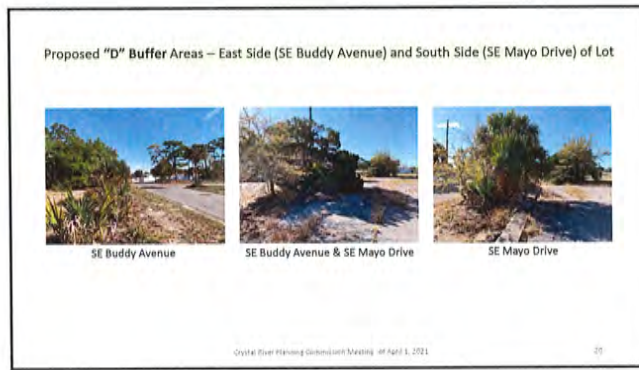 Proposed “D” Buffer Areas – East Side (SE Buddy Avenue) and South Side (SE Mayo Drive) of Lot
SE Buddy Avenue
SE Buddy Avenue & SE Mayo Drive
SE Mayo Drive
Crystal River Planning Commission Meeting of April 1, 2021
20